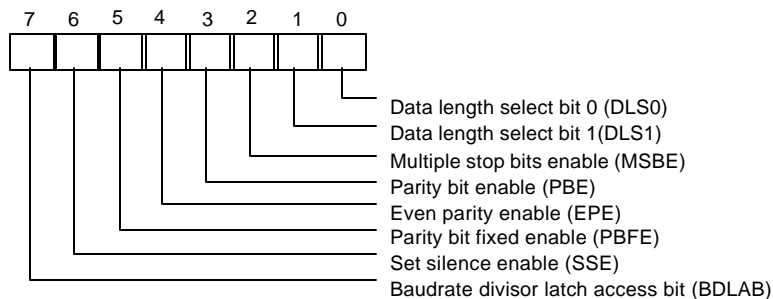 7 6 5 4 3 2 1 0
Data length select bit 0 (DLS0)
Data length select bit 1(DLS1)
Multiple stop bits enable (MSBE)
Parity bit enable (PBE)
Even parity enable (EPE)
Parity bit fixed enable (PBFE)
Set silence enable (SSE)
Baudrate divisor latch access bit (BDLAB)